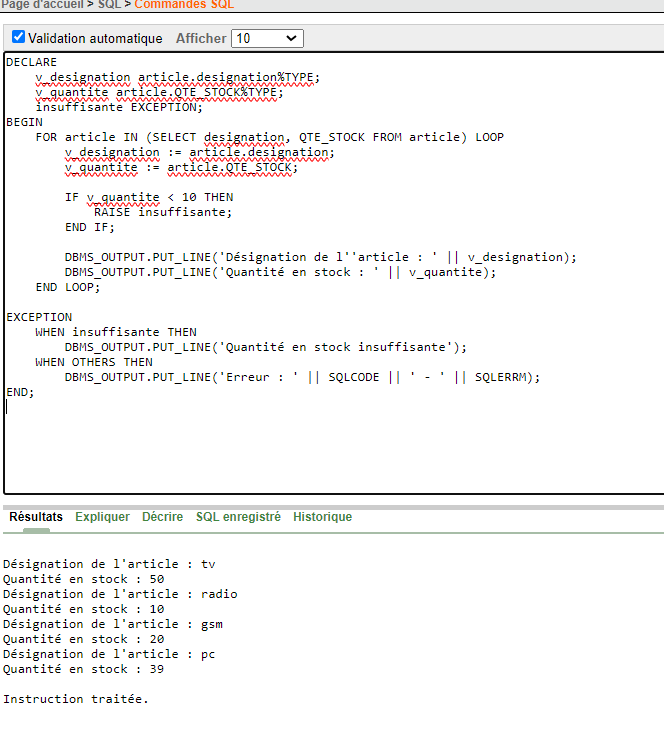 Page d'accueil > SQL > Commandes SQL
Validation automatique Afficher 10
DECLARE
    v_designation article.designation%TYPE;
    v_quantite article.QTE_STOCK%TYPE;
    insuffisante EXCEPTION;
BEGIN
    FOR article IN (SELECT designation, QTE_STOCK FROM article) LOOP
        v_designation := article.designation;
        v_quantite := article.QTE_STOCK;
        IF v_quantite < 10 THEN
            RAISE insuffisante;
        END IF;
        DBMS_OUTPUT.PUT_LINE('Désignation de l''article : ' || v_designation);
        DBMS_OUTPUT.PUT_LINE('Quantité en stock : ' || v_quantite);
    END LOOP;
EXCEPTION
    WHEN insuffisante THEN
        DBMS_OUTPUT.PUT_LINE('Quantité en stock insuffisante');
    WHEN OTHERS THEN
        DBMS_OUTPUT.PUT_LINE('Erreur : ' || SQLCODE || ' - ' || SQLERRM);
END;
Résultats Expliquer Décrire SQL enregistré Historique
Désignation de l'article : tv
Quantité en stock : 50
Désignation de l'article : radio
Quantité en stock : 10
Désignation de l'article : gsm
Quantité en stock : 20
Désignation de l'article : pc
Quantité en stock : 39
Instruction traitée.